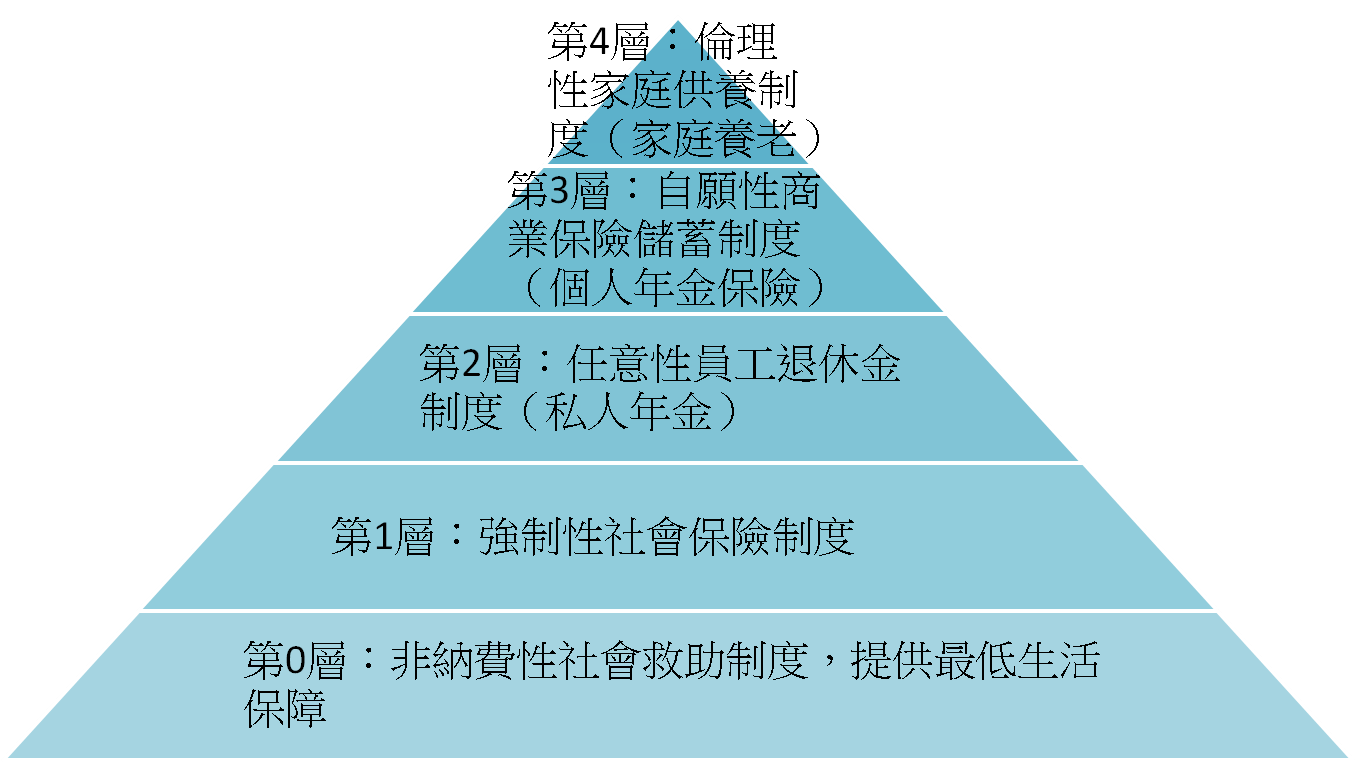 第4層：倫理
性家庭供養制
度（家庭養老）
第3層：自願性商
業保險儲蓄制度
（個人年金保險）
第2層：任意性員工退休金
制度（私人年金）
第1層：強制性社會保險制度
第0層：非納費性社會救助制度，提供最低生活
保障